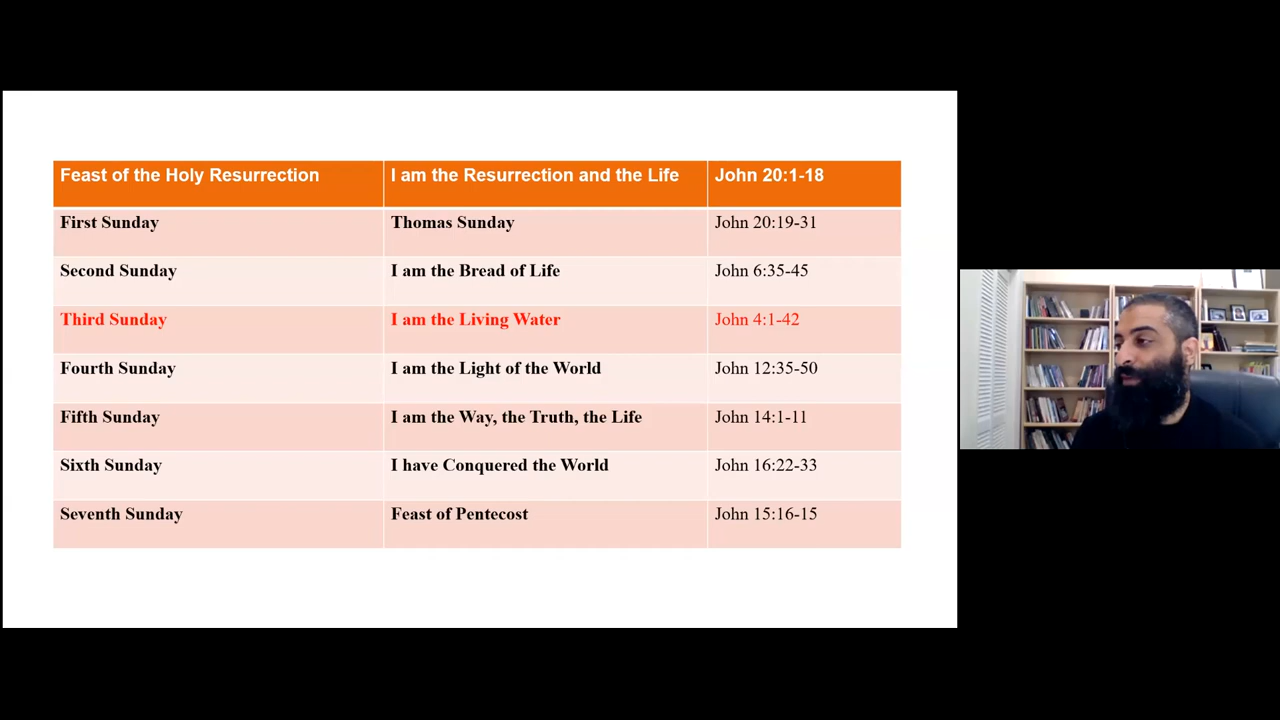 Feast of the Holy Resurrection I am the Resurrection and the Life John 20:1-18
First Sunday Thomas Sunday John 20:19-31
Second Sunday I am the Bread of Life John 6:35-45
Third Sunday I am the Living Water John 4:1-42
Fourth Sunday I am the Light of the World John 12:35-50
Fifth Sunday I am the Way, the Truth, the Life John 14:1-11
Sixth Sunday I have Conquered the World John 16:22-33
Seventh Sunday Feast of Pentecost John 15:16-15